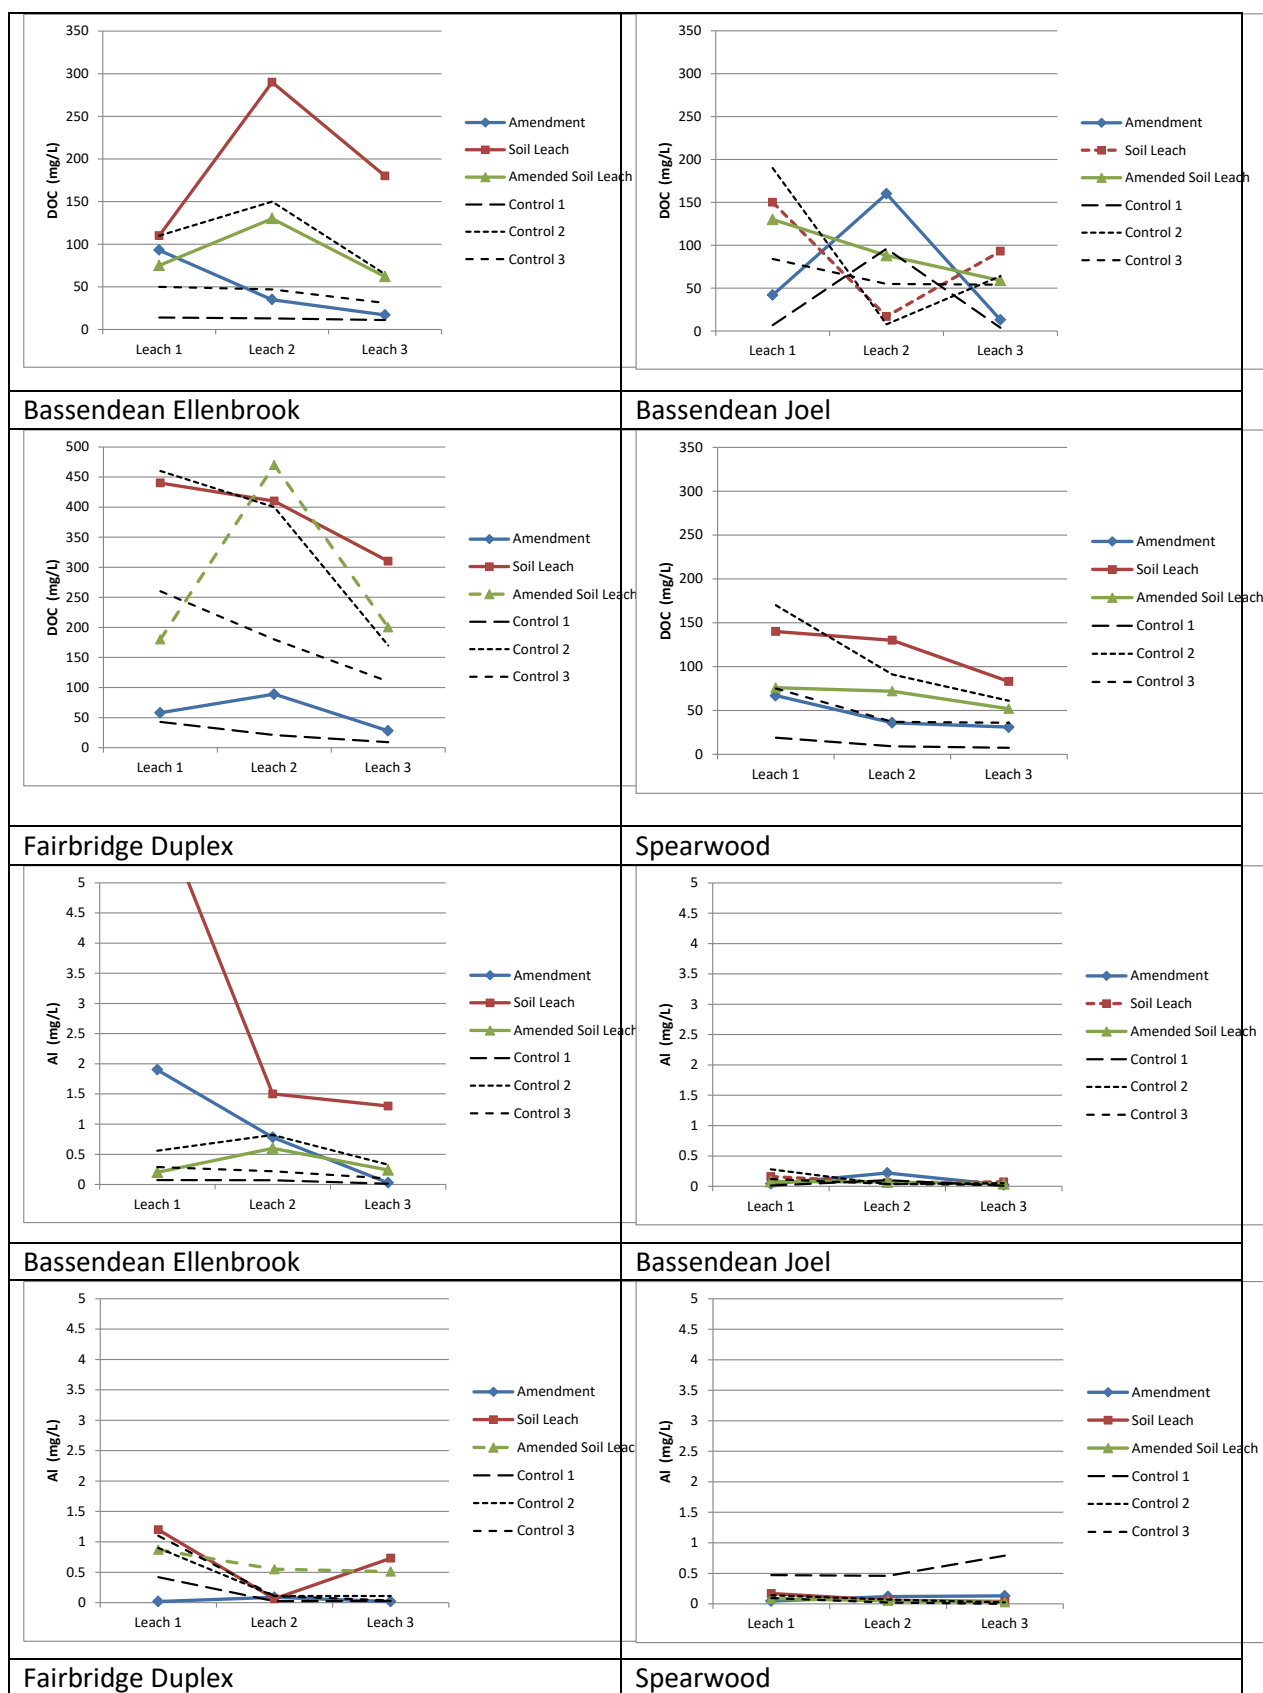 350
300
250
200
150
100
50
0
DOC (mg/L)
Leach 1 Leach 2 Leach 3
Amendment
Soil Leach
Amended Soil Leach
Control 1
Control 2
Control 3
350
300
250
200
150
100
50
0
DOC (mg/L)
Leach 1 Leach 2 Leach 3
Amendment
Soil Leach
Amended Soil Leach
Control 1
Control 2
Control 3
Bassendean Ellenbrook
Bassendean Joel
500
450
400
350
300
250
200
150
100
50
0
DOC (mg/L)
Leach 1 Leach 2 Leach 3
Amendment
Soil Leach
Amended Soil Leach
Control 1
Control 2
Control 3
350
300
250
200
150
100
50
0
DOC (mg/L)
Leach 1 Leach 2 Leach 3
Amendment
Soil Leach
Amended Soil Leach
Control 1
Control 2
Control 3
Fairbridge Duplex
Spearwood
5
4.5
4
3.5
3
2.5
2
1.5
1
0.5
0
Al (mg/L)
Leach 1 Leach 2 Leach 3
Amendment
Soil Leach
Amended Soil Leach
Control 1
Control 2
Control 3
5
4.5
4
3.5
3
2.5
2
1.5
1
0.5
0
Al (mg/L)
Leach 1 Leach 2 Leach 3
Amendment
Soil Leach
Amended Soil Leach
Control 1
Control 2
Control 3
Bassendean Ellenbrook
Bassendean Joel
5
4.5
4
3.5
3
2.5
2
1.5
1
0.5
0
Al (mg/L)
Leach 1 Leach 2 Leach 3
Amendment
Soil Leach
Amended Soil Leac
Control 1
Control 2
Control 3
5
4.5
4
3.5
3
2.5
2
1.5
1
0.5
0
Al (mg/L)
Leach 1 Leach 2 Leach 3
Amendment
Soil Leach
Amended Soil Leach
Control 1
Control 2
Control 3
Fairbridge Duplex
Spearwood